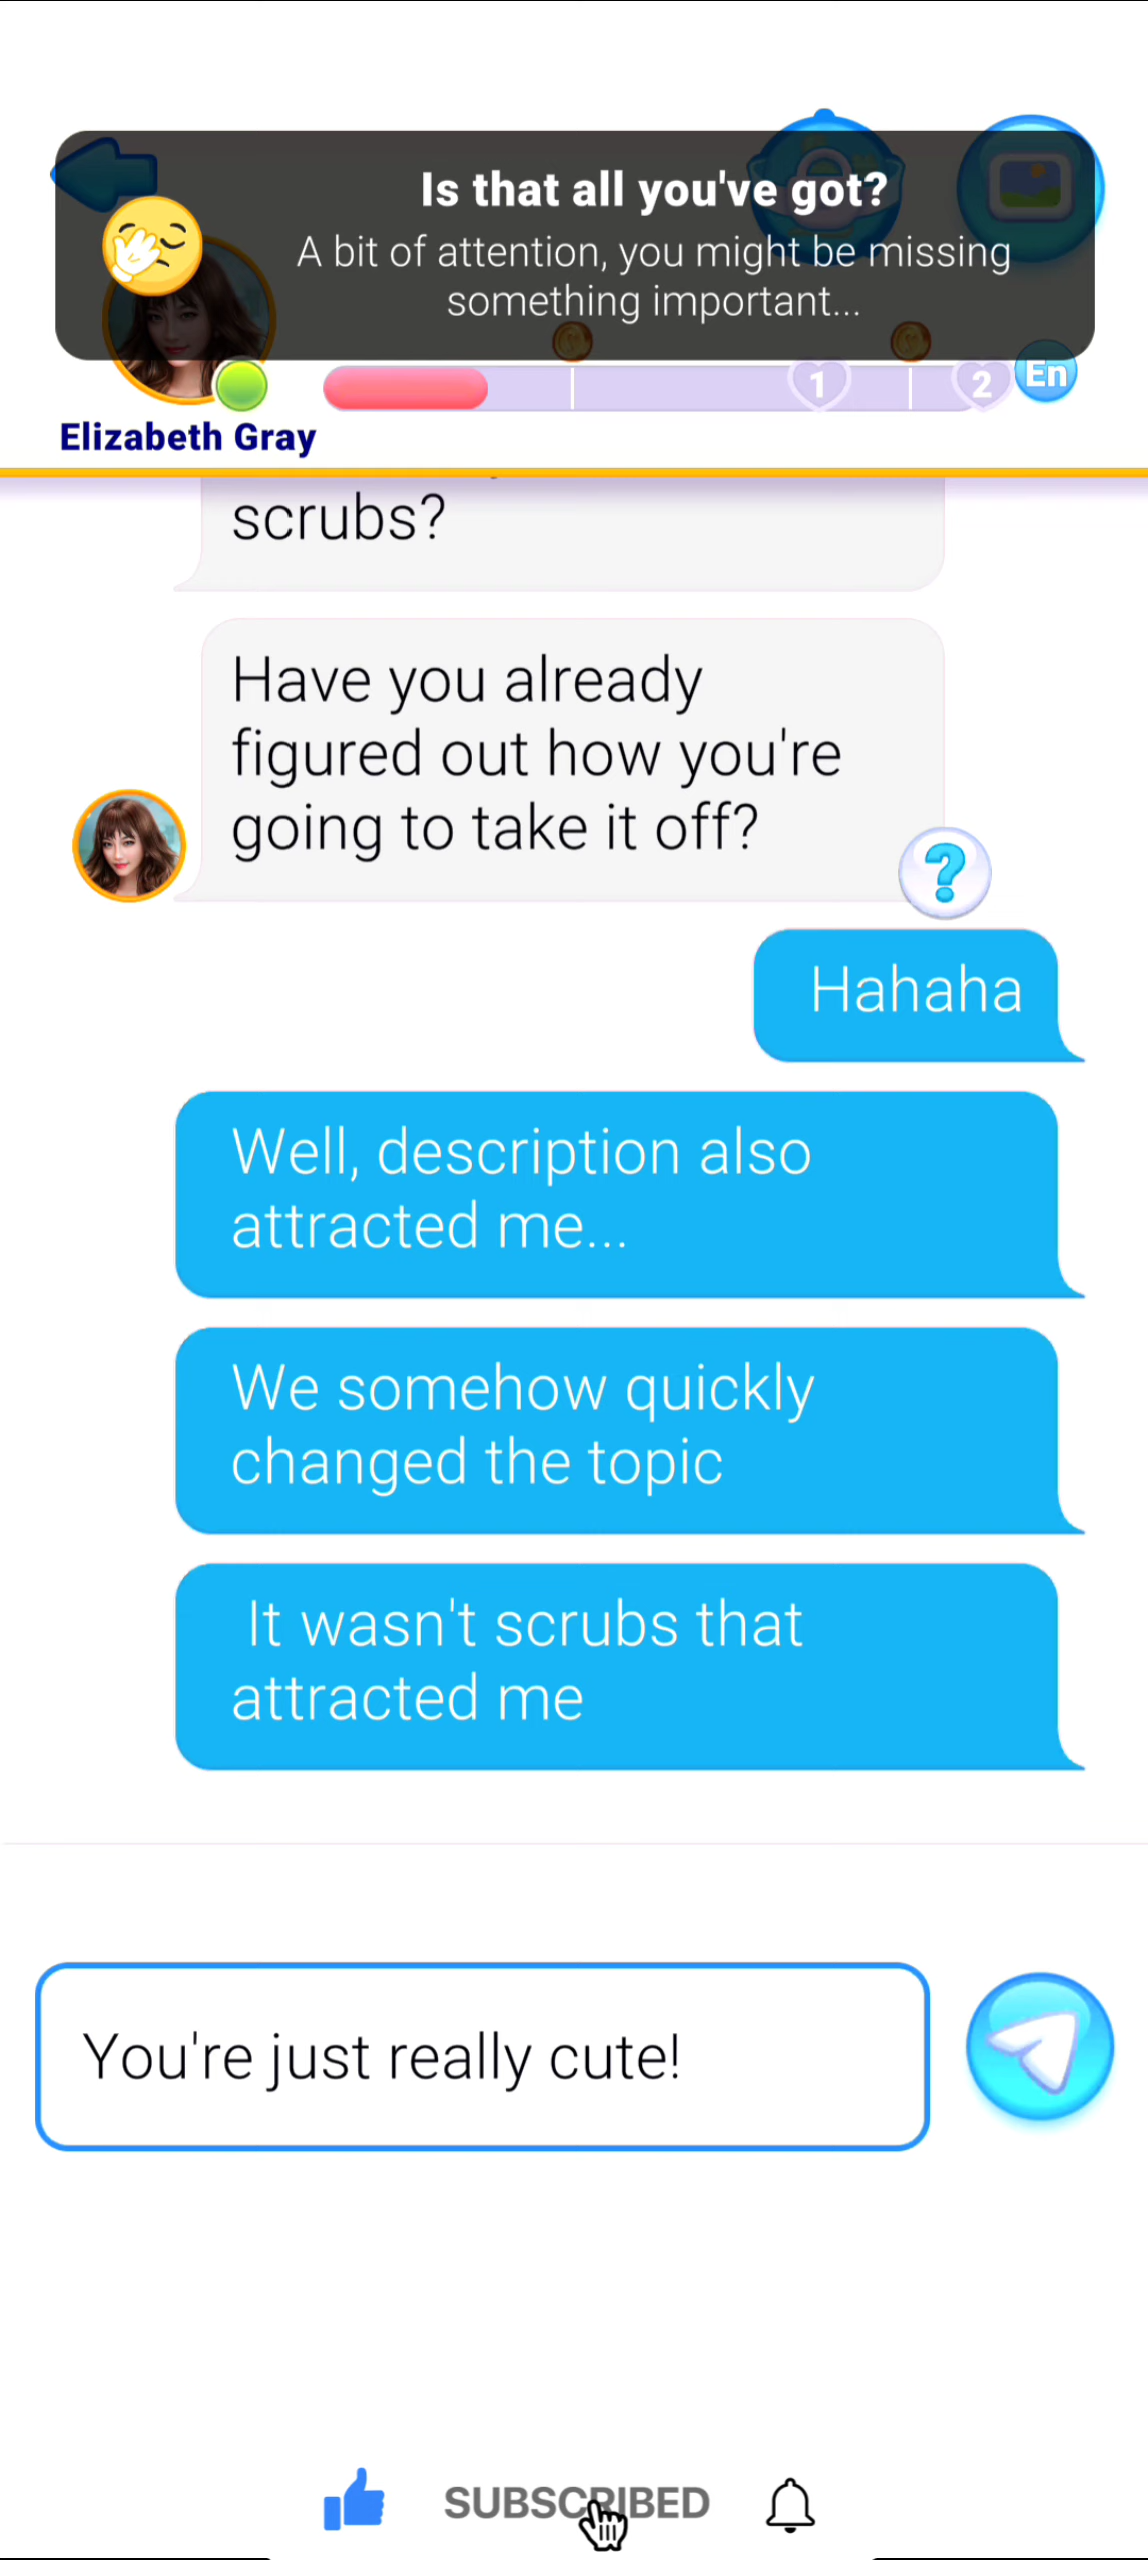 Is that all you've got?
A bit of attention, you might be missing
something important...
1
2
En
Elizabeth Gray
scrubs?
Have you already
figured out how you're
going to take it off?
?
Hahaha
Well, description also
attracted me...
We somehow quickly
changed the topic
It wasn't scrubs that
attracted me
You're just really cute!
SUBSCRIBED